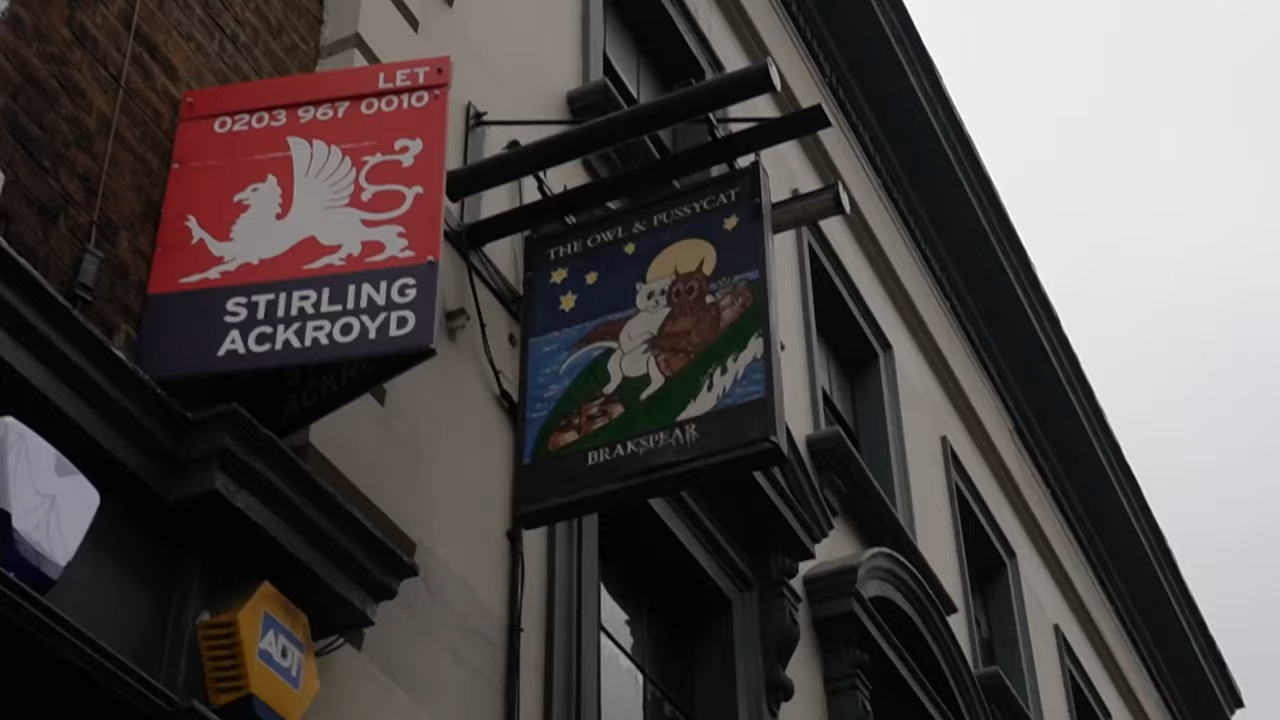 LET
0203 967 0010
STIRLING
ACKROYD
THE OWL & PUSSYCAT
BRAKSPEAR
ADT